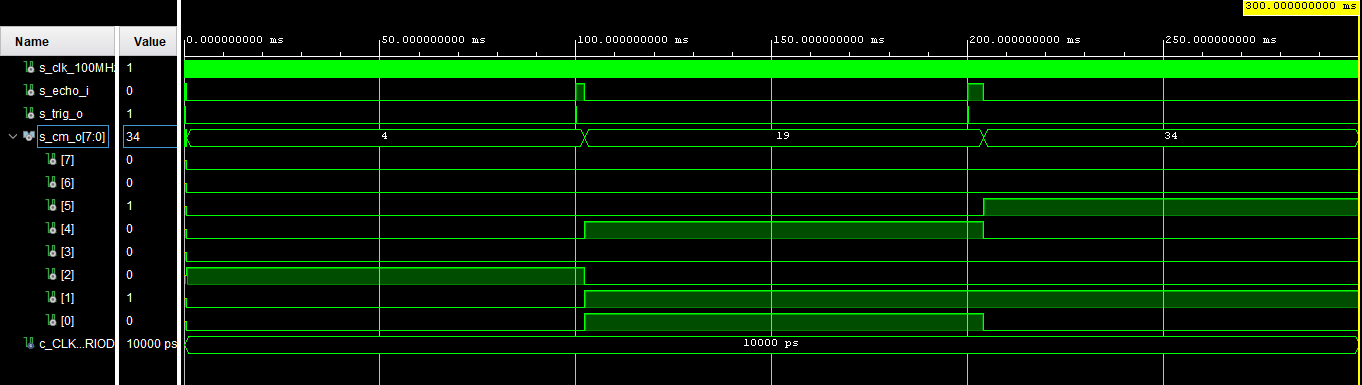 300.000000000 ms
Name Value 0.000000000 ms 50.000000000 ms 100.000000000 ms 150.000000000 ms 200.000000000 ms 250.000000000 ms
s_clk_100MHz 1
s_echo_i 0
s_trig_o 1
s_cm_o[7:0] 34 4 19 34
[7] 0
[6] 0
[5] 1
[4] 0
[3] 0
[2] 0
[1] 1
[0] 0
c_CLK...RIOD 10000 ps 10000 ps